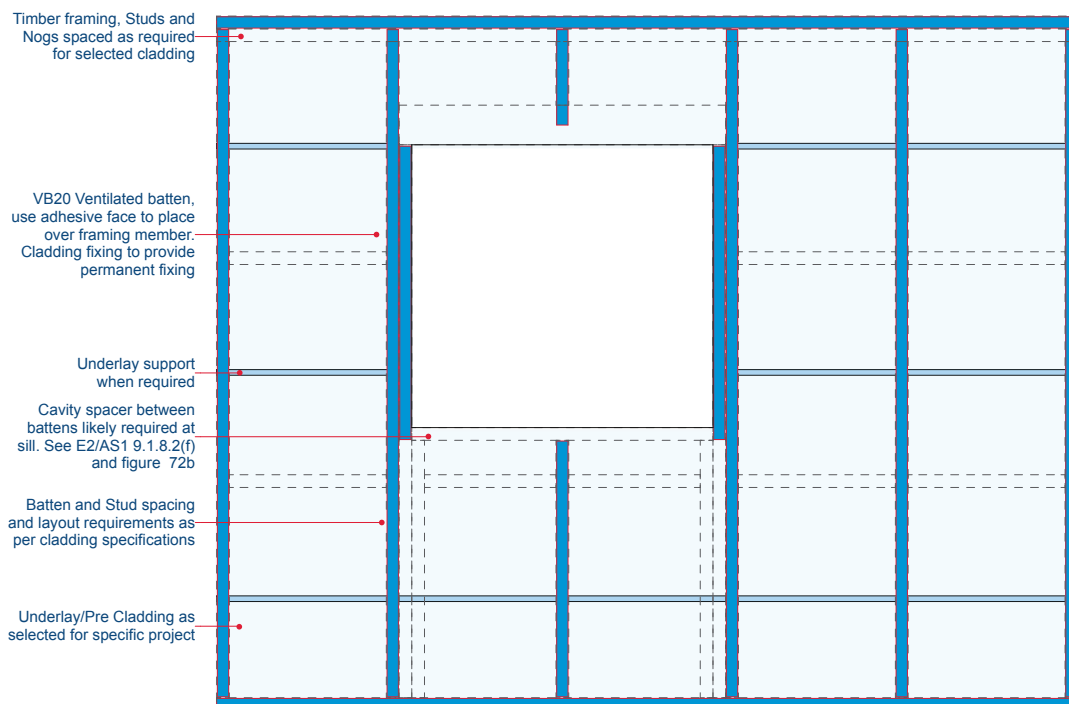 Timber framing, Studs and
Nogs spaced as required
for selected cladding
VB20 Ventilated batten,
use adhesive face to place
over framing member.
Cladding fixing to provide
permanent fixing
Underlay support
when required
Cavity spacer between
battens likely required at
sill. See E2/AS1 9.1.8.2(f)
and figure 72b
Batten and Stud spacing
and layout requirements as
per cladding specifications
Underlay/Pre Cladding as
selected for specific project